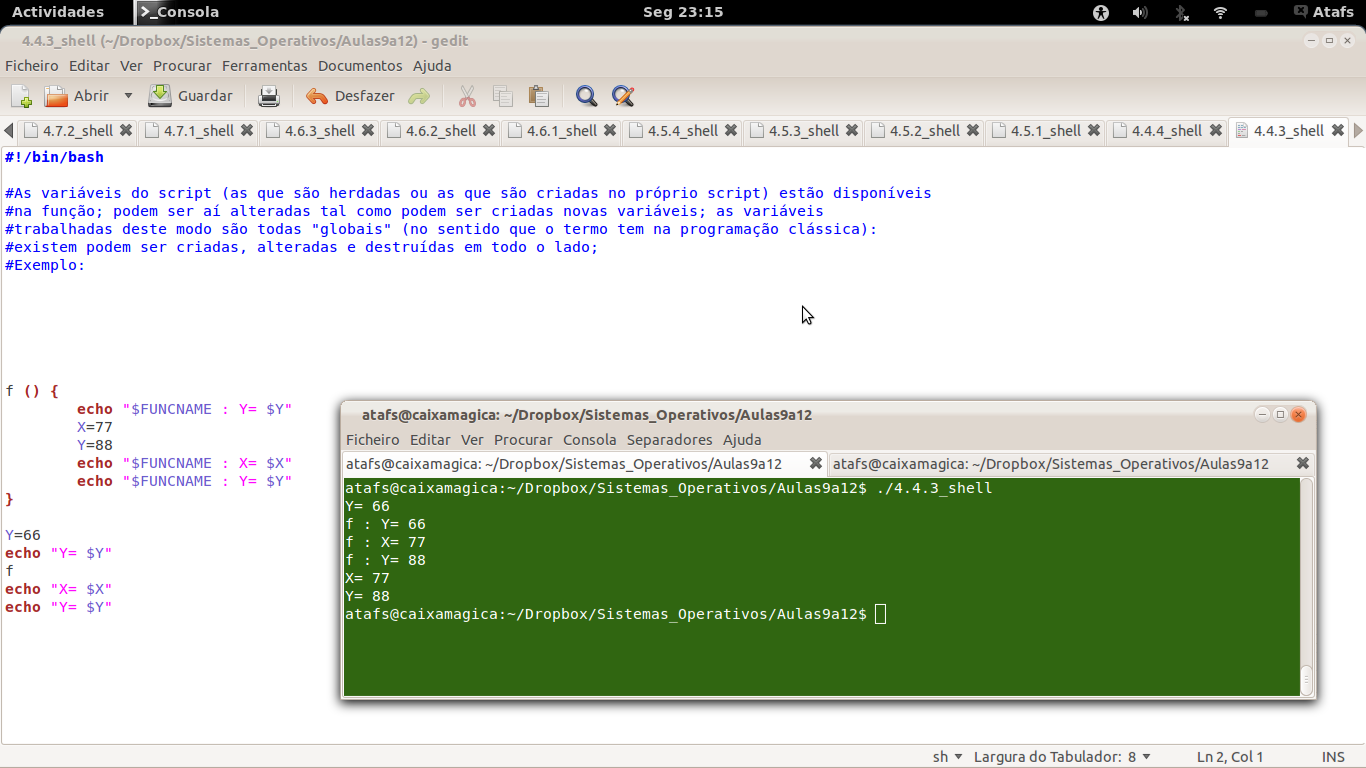 Actividades
Consola
Seg 23:15
Atafs
4.4.3_shell (~/Dropbox/Sistemas_Operativos/Aulas9a12) - gedit
Ficheiro Editar Ver Procurar Ferramentas Documentos Ajuda
Abrir Guardar Desfazer
4.7.2_shell 4.7.1_shell 4.6.3_shell 4.6.2_shell 4.6.1_shell 4.5.4_shell 4.5.3_shell 4.5.2_shell 4.5.1_shell 4.4.4_shell 4.4.3_shell
#!/bin/bash
#As variáveis do script (as que são herdadas ou as que são criadas no próprio script) estão disponíveis
#na função; podem ser aí alteradas tal como podem ser criadas novas variáveis; as variáveis
#trabalhadas deste modo são todas "globais" (no sentido que o termo tem na programação clássica):
#existem podem ser criadas, alteradas e destruídas em todo o lado;
#Exemplo:
f () {
echo "$FUNCNAME : Y= $Y"
X=77
Y=88
echo "$FUNCNAME : X= $X"
echo "$FUNCNAME : Y= $Y"
}
Y=66
echo "Y= $Y"
f
echo "X= $X"
echo "Y= $Y"
atafs@caixamagica: ~/Dropbox/Sistemas_Operativos/Aulas9a12
Ficheiro Editar Ver Procurar Consola Separadores Ajuda
atafs@caixamagica: ~/Dropbox/Sistemas_Operativos/Aulas9a12 atafs@caixamagica: ~/Dropbox/Sistemas_Operativos/Aulas9a12
atafs@caixamagica:~/Dropbox/Sistemas_Operativos/Aulas9a12$ ./4.4.3_shell
Y= 66
f : Y= 66
f : X= 77
f : Y= 88
X= 77
Y= 88
atafs@caixamagica:~/Dropbox/Sistemas_Operativos/Aulas9a12$
sh Largura do Tabulador: 8 Ln 2, Col 1 INS